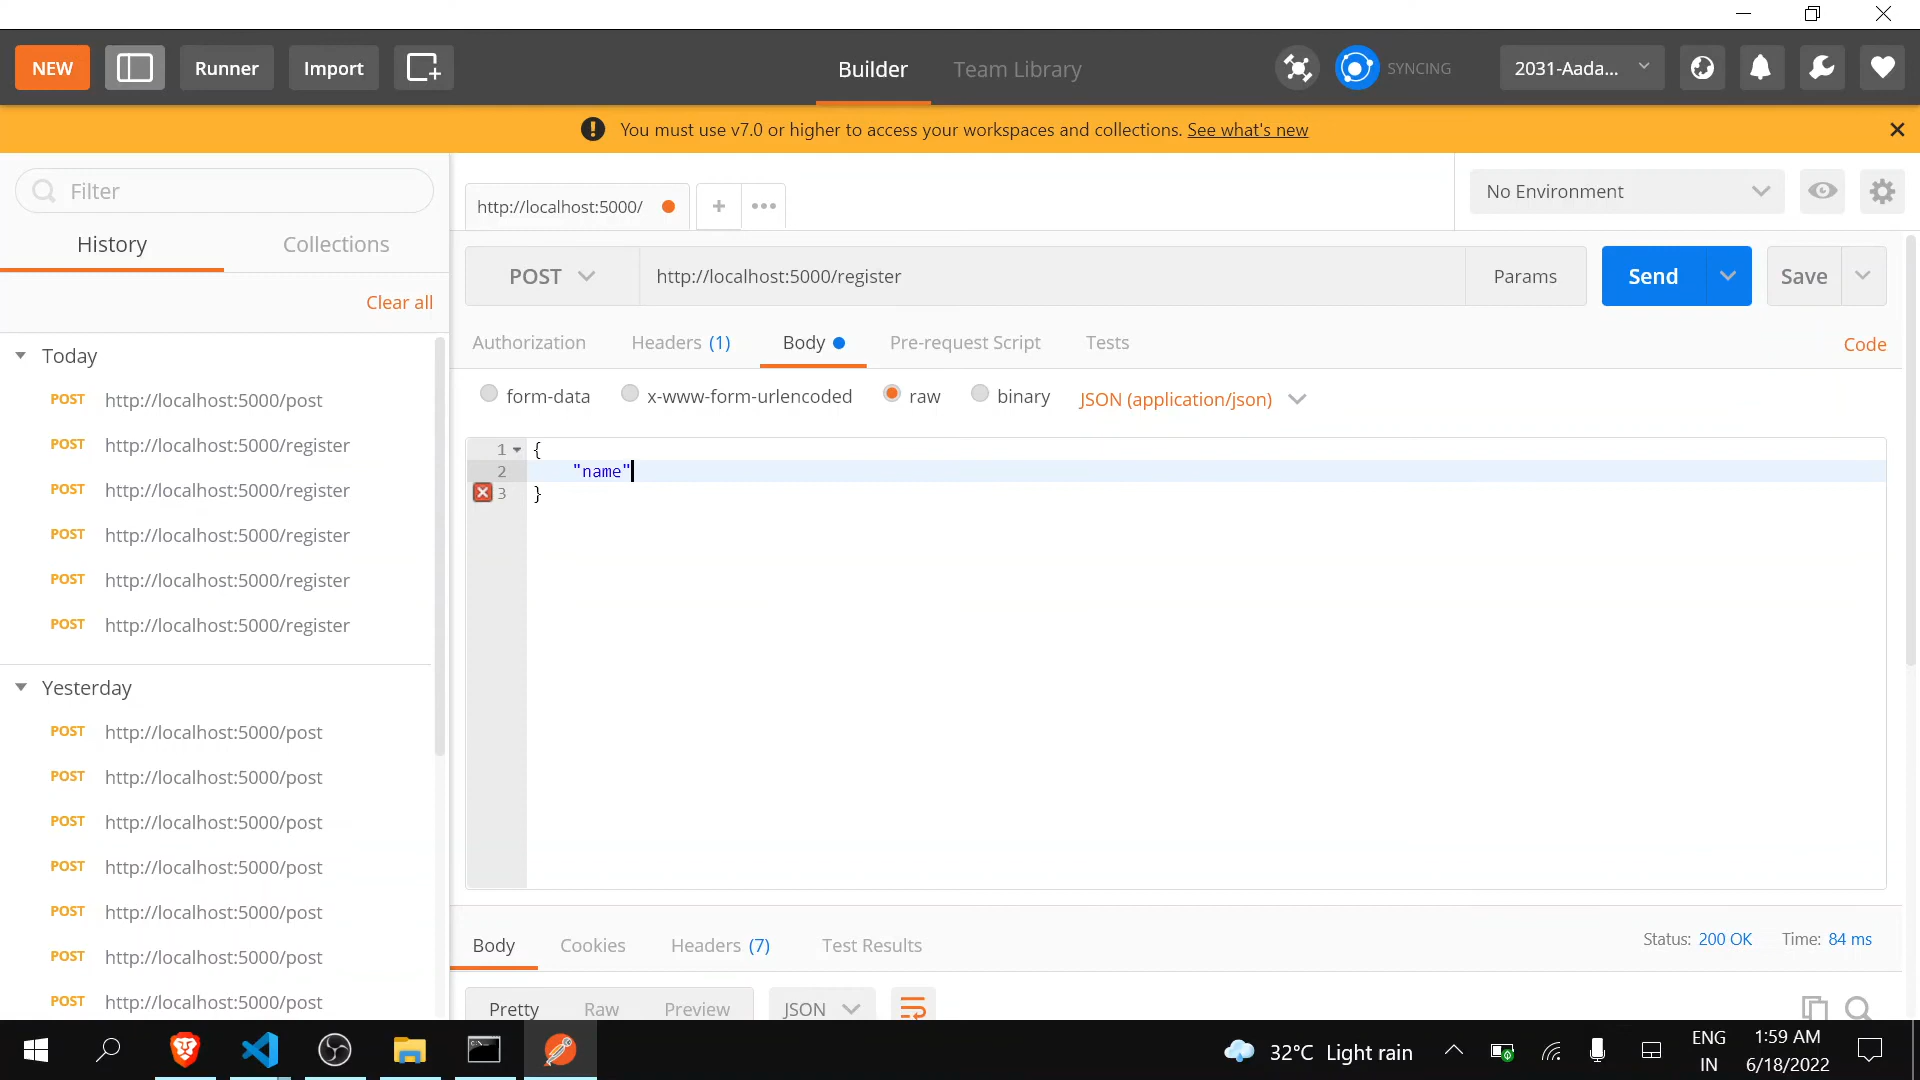 NEW
Runner
Import
Builder
Team Library
SYNCING
2031-Aada...
You must use v7.0 or higher to access your workspaces and collections. See what's new
Filter
History
Collections
Clear all
Today
POST http://localhost:5000/post
POST http://localhost:5000/register
POST http://localhost:5000/register
POST http://localhost:5000/register
POST http://localhost:5000/register
POST http://localhost:5000/register
Yesterday
POST http://localhost:5000/post
POST http://localhost:5000/post
POST http://localhost:5000/post
POST http://localhost:5000/post
POST http://localhost:5000/post
POST http://localhost:5000/post
POST http://localhost:5000/post
http://localhost:5000/
No Environment
POST
http://localhost:5000/register
Params
Send
Save
Authorization
Headers (1)
Body
Pre-request Script
Tests
Code
form-data
x-www-form-urlencoded
raw
binary
JSON (application/json)
1 {
2 "name"
3 }
Body
Cookies
Headers (7)
Test Results
Status: 200 OK
Time: 84 ms
Pretty
Raw
Preview
JSON
32°C Light rain
ENG
IN
1:59 AM
6/18/2022